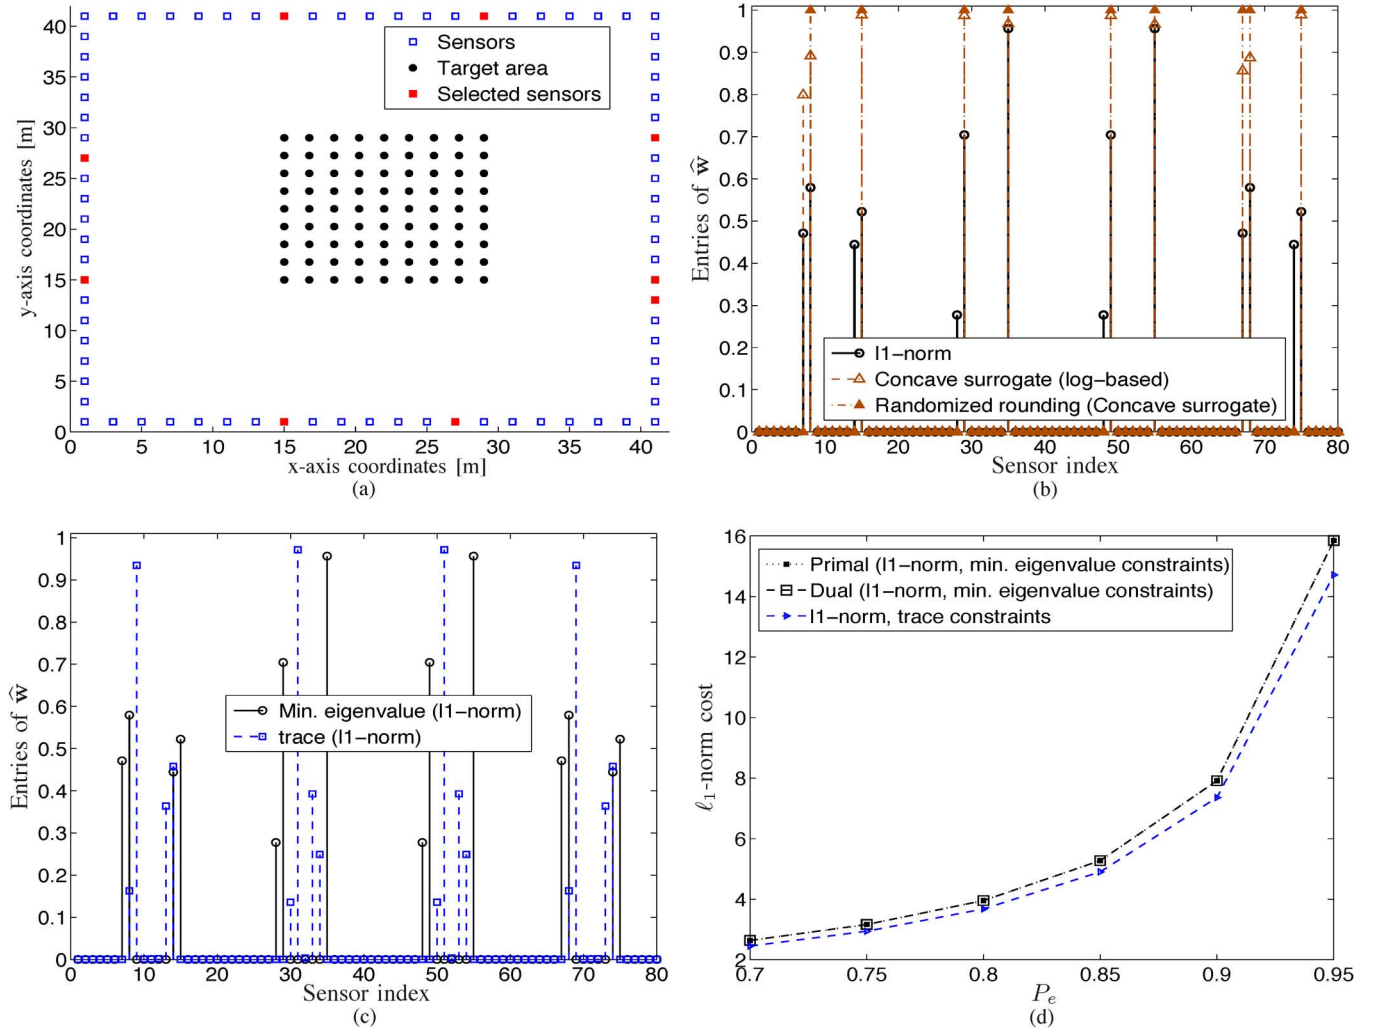 40
35
30
25
20
15
10
5
0
y-axis coordinates [m]
Sensors
Target area
Selected sensors
0 5 10 15 20 25 30 35 40
x-axis coordinates [m]
(a)
1
0.9
0.8
0.7
0.6
0.5
0.4
0.3
0.2
0.1
0
Entries of ŵ
l1-norm
Concave surrogate (log-based)
Randomized rounding (Concave surrogate)
0 10 20 30 40 50 60 70 80
Sensor index
(b)
1
0.9
0.8
0.7
0.6
0.5
0.4
0.3
0.2
0.1
0
Entries of ŵ
Min. eigenvalue (l1-norm)
trace (l1-norm)
0 10 20 30 40 50 60 70 80
Sensor index
(c)
16
14
12
10
8
6
4
2
ℓ₁-norm cost
Primal (l1-norm, min. eigenvalue constraints)
Dual (l1-norm, min. eigenvalue constraints)
l1-norm, trace constraints
0.7 0.75 0.8 0.85 0.9 0.95
Pₑ
(d)